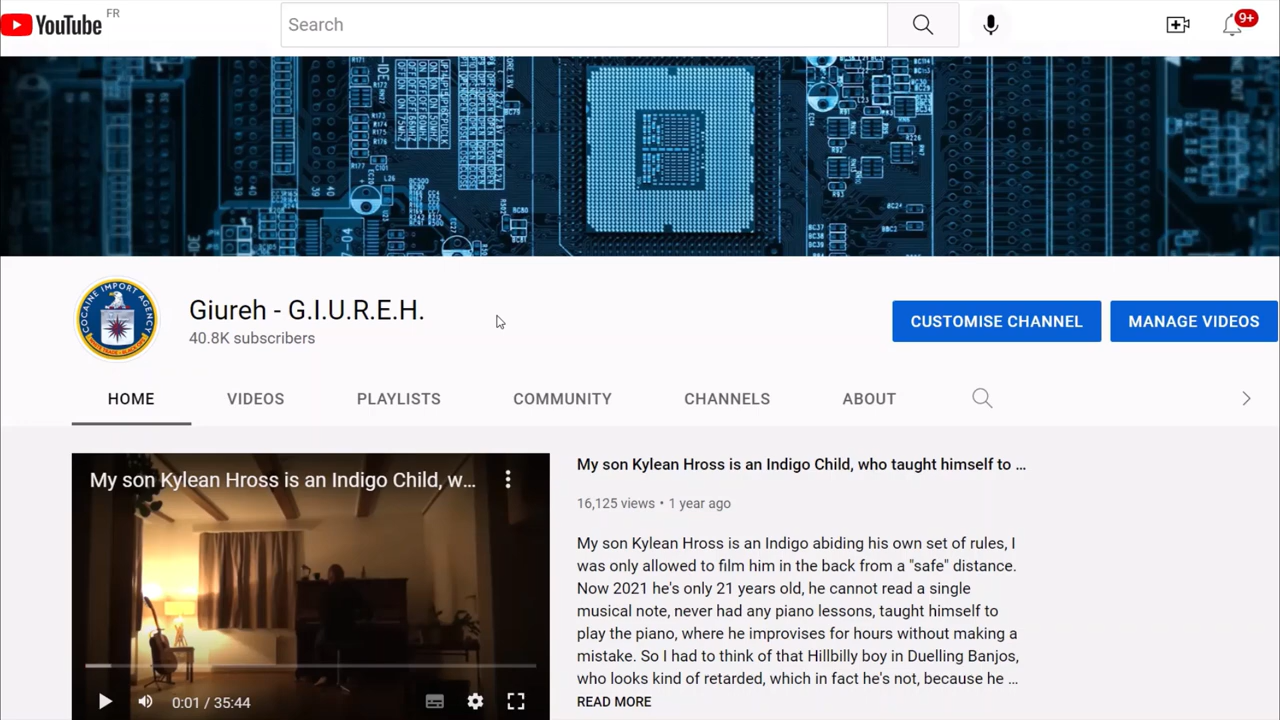 YouTube FR
Search
9+
COCAINE IMPORT AGENCY
Giureh - G.I.U.R.E.H.
40.8K subscribers
CUSTOMISE CHANNEL
MANAGE VIDEOS
HOME
VIDEOS
PLAYLISTS
COMMUNITY
CHANNELS
ABOUT
My son Kylean Hross is an Indigo Child, w...
0:01 / 35:44
My son Kylean Hross is an Indigo Child, who taught himself to ...
16,125 views • 1 year ago
My son Kylean Hross is an Indigo abiding his own set of rules, I
was only allowed to film him in the back from a "safe" distance.
Now 2021 he's only 21 years old, he cannot read a single
musical note, never had any piano lessons, taught himself to
play the piano, where he improvises for hours without making a
mistake. So I had to think of that Hillbilly boy in Duelling Banjos,
who looks kind of retarded, which in fact he's not, because he ...
READ MORE